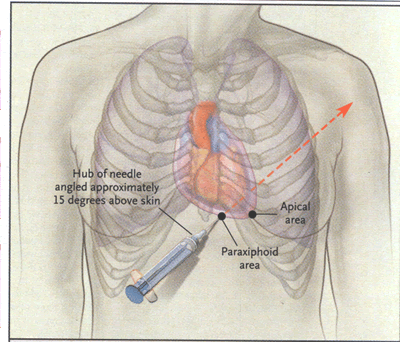 Hub of needle
angled approximately
15 degrees above skin
Apical
area
Paraxiphoid
area